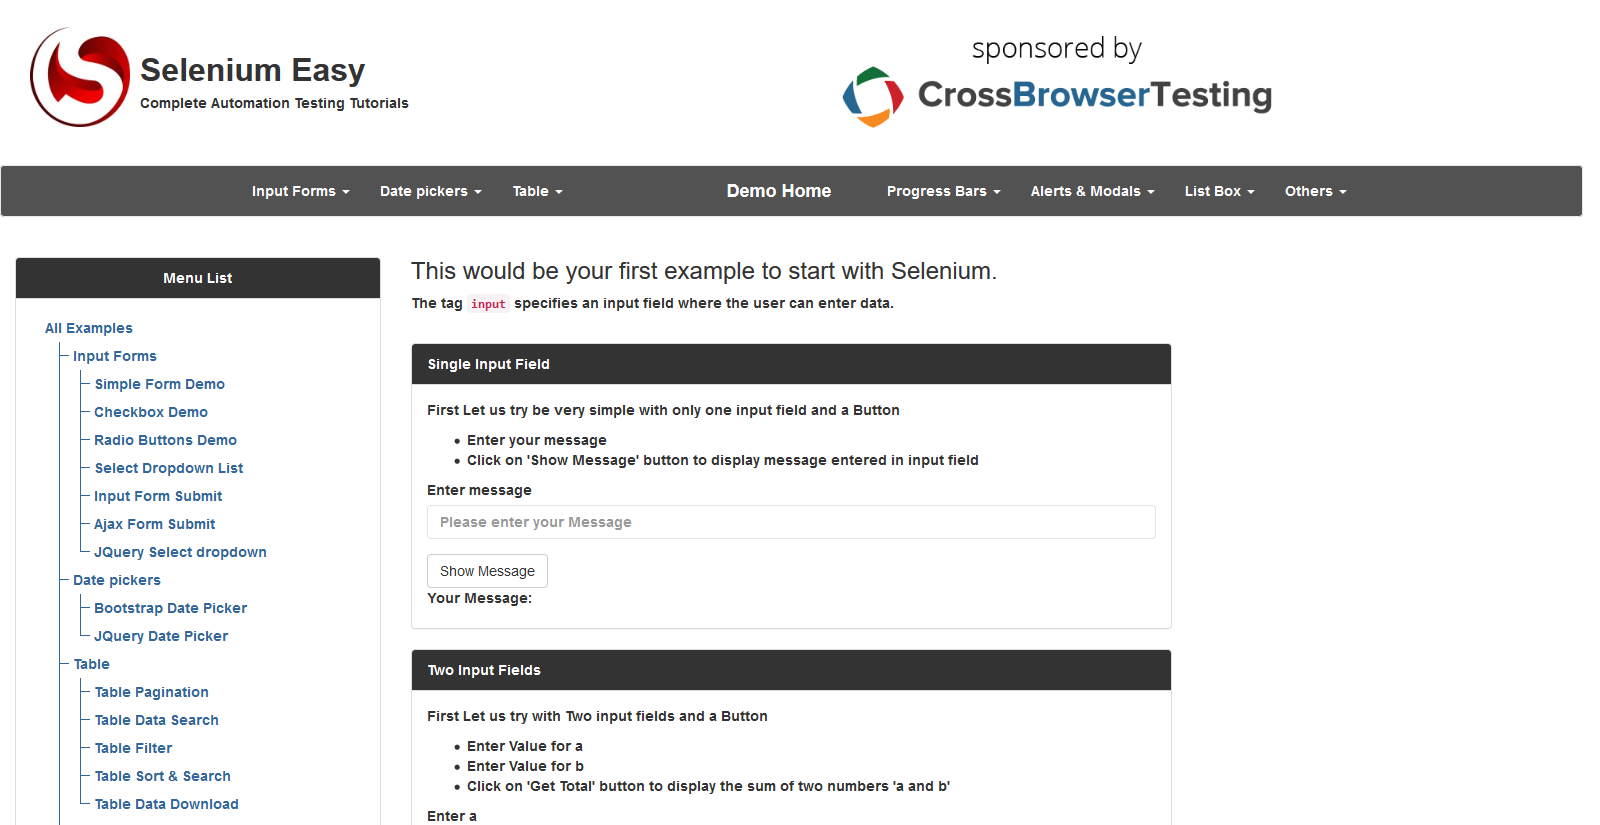 Selenium Easy
Complete Automation Testing Tutorials
sponsored by
CrossBrowserTesting
Input Forms Date pickers Table Demo Home Progress Bars Alerts & Modals List Box Others
Menu List
All Examples
Input Forms
Simple Form Demo
Checkbox Demo
Radio Buttons Demo
Select Dropdown List
Input Form Submit
Ajax Form Submit
JQuery Select dropdown
Date pickers
Bootstrap Date Picker
JQuery Date Picker
Table
Table Pagination
Table Data Search
Table Filter
Table Sort & Search
Table Data Download
This would be your first example to start with Selenium.
The tag input specifies an input field where the user can enter data.
Single Input Field
First Let us try be very simple with only one input field and a Button
• Enter your message
• Click on 'Show Message' button to display message entered in input field
Enter message
Please enter your Message
Show Message
Your Message:
Two Input Fields
First Let us try with Two input fields and a Button
• Enter Value for a
• Enter Value for b
• Click on 'Get Total' button to display the sum of two numbers 'a and b'
Enter a